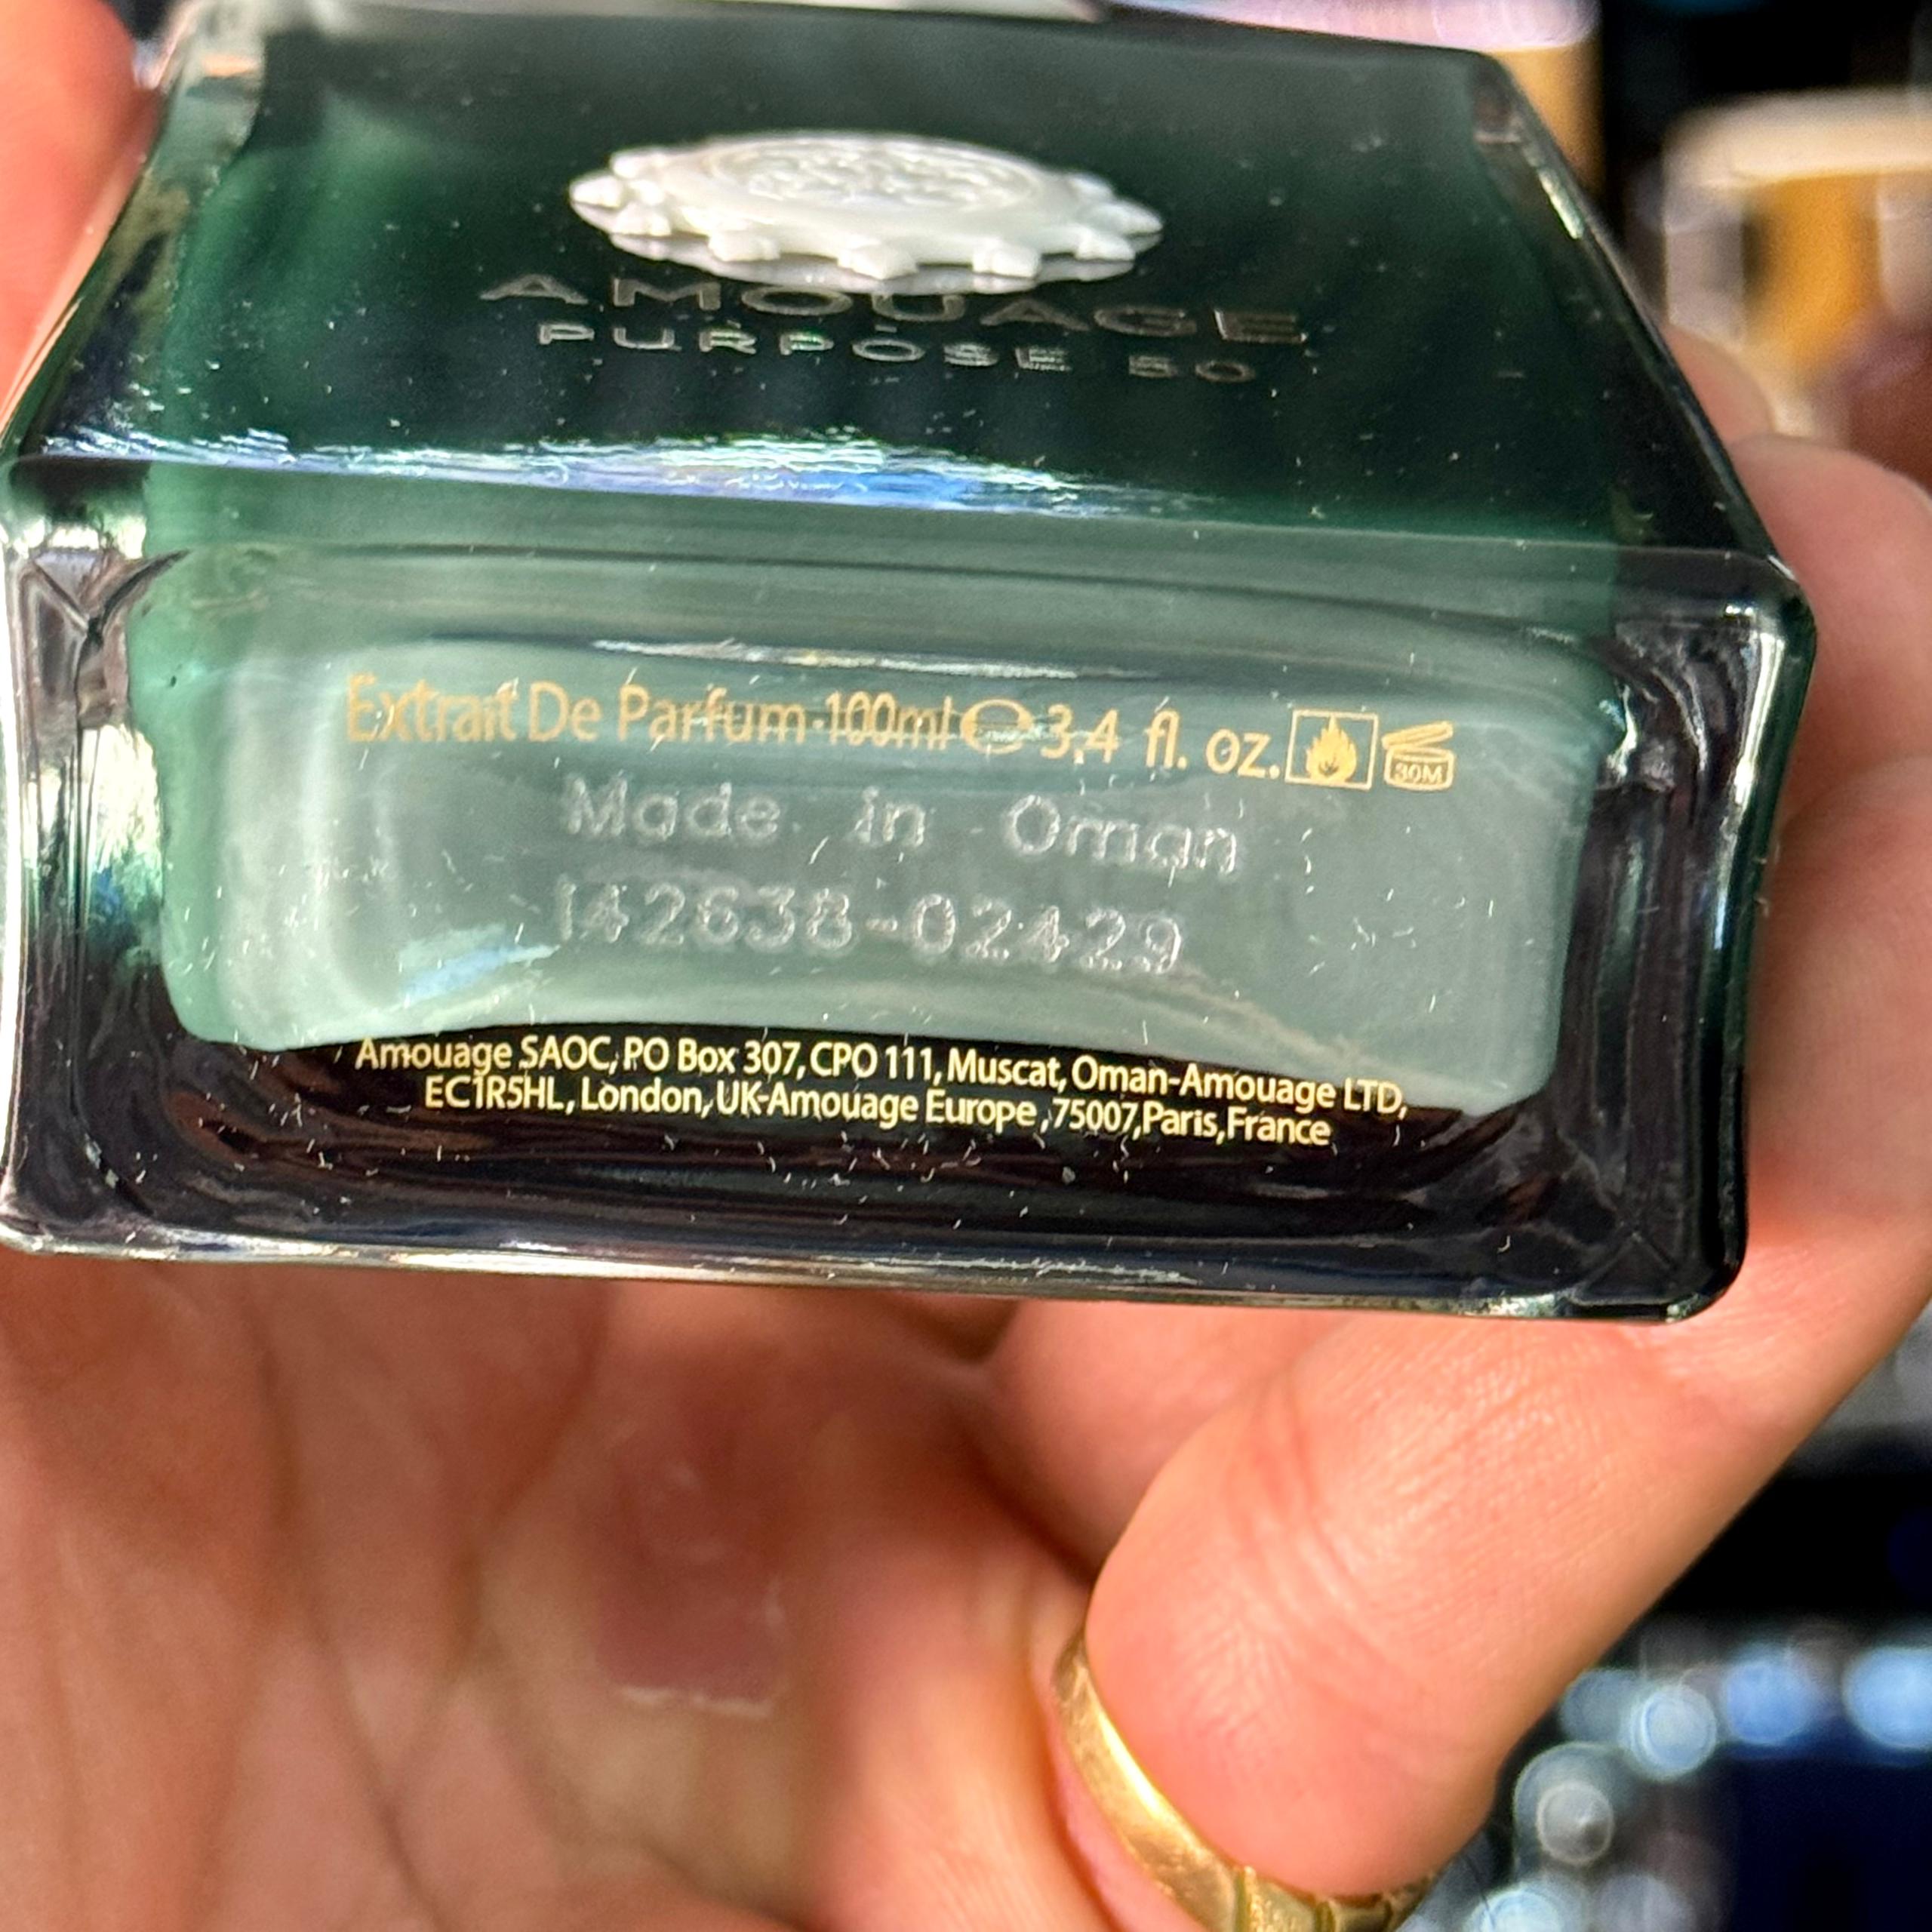 AMOUAGE
PURPOSE 50
Extrait De Parfum·100ml ℮ 3.4 fl. oz. 30M
Made in Oman
142638-02429
Amouage SAOC, PO Box 307, CPO 111, Muscat, Oman-Amouage LTD,
EC1R5HL, London, UK-Amouage Europe ,75007,Paris,France